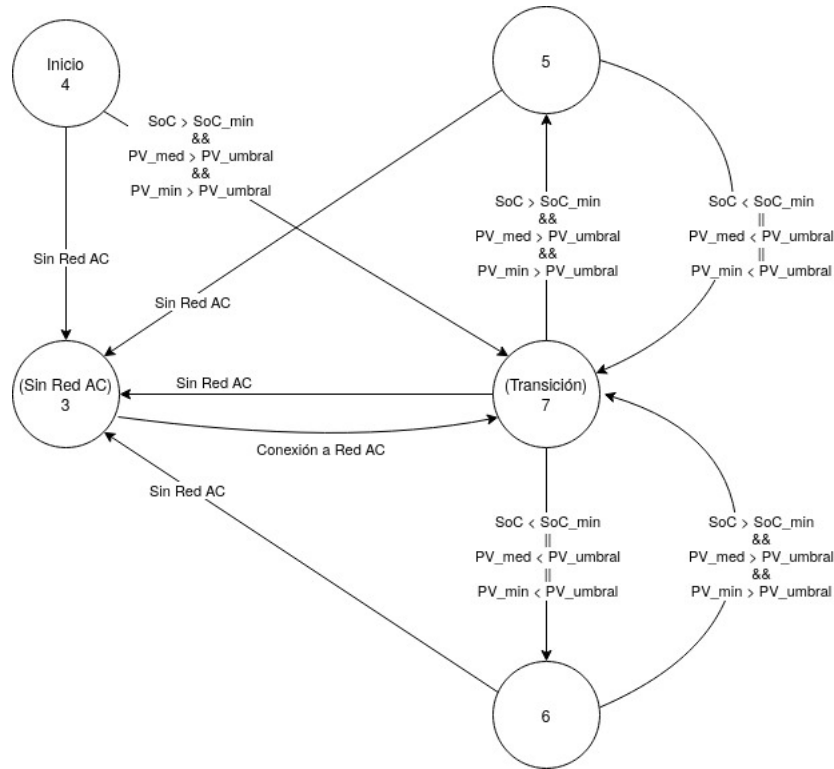 Inicio
4
5
SoC > SoC_min
&&
PV_med > PV_umbral
&&
PV_min > PV_umbral
SoC > SoC_min
&&
PV_med > PV_umbral
&&
PV_min > PV_umbral
SoC < SoC_min
||
PV_med < PV_umbral
||
PV_min < PV_umbral
Sin Red AC
Sin Red AC
(Sin Red AC)
3
Sin Red AC
(Transición)
7
Conexión a Red AC
Sin Red AC
SoC < SoC_min
||
PV_med < PV_umbral
||
PV_min < PV_umbral
SoC > SoC_min
&&
PV_med > PV_umbral
&&
PV_min > PV_umbral
6